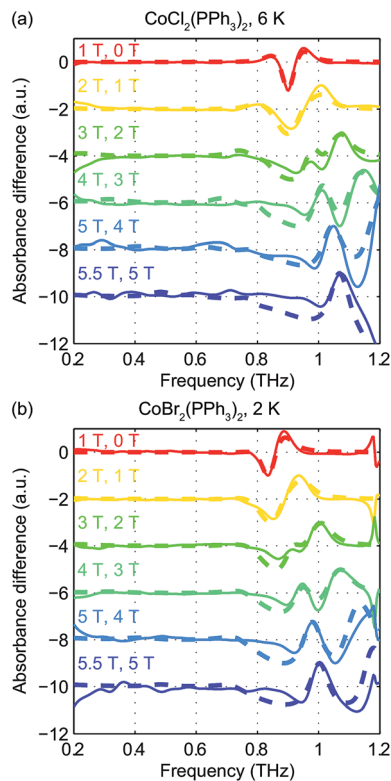 (a) CoCl2(PPh3)2, 6 K
Absorbance difference (a.u.)
0
−2
−4
−6
−8
−10
−12
1 T, 0 T
2 T, 1 T
3 T, 2 T
4 T, 3 T
5 T, 4 T
5.5 T, 5 T
0.2 0.4 0.6 0.8 1 1.2
Frequency (THz)
(b) CoBr2(PPh3)2, 2 K
Absorbance difference (a.u.)
0
−2
−4
−6
−8
−10
−12
1 T, 0 T
2 T, 1 T
3 T, 2 T
4 T, 3 T
5 T, 4 T
5.5 T, 5 T
0.2 0.4 0.6 0.8 1 1.2
Frequency (THz)